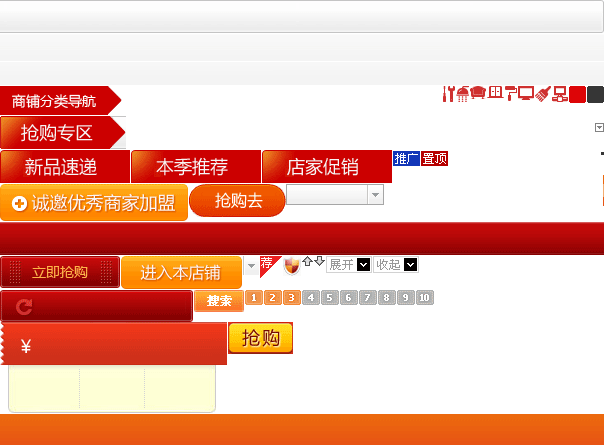 商铺分类导航
抢购专区
新品速递 本季推荐 店家促销 推广 置顶
诚邀优秀商家加盟 抢购去
立即抢购 进入本店铺 荐 展开 收起
搜索 1 2 3 4 5 6 7 8 9 10
¥ 抢购